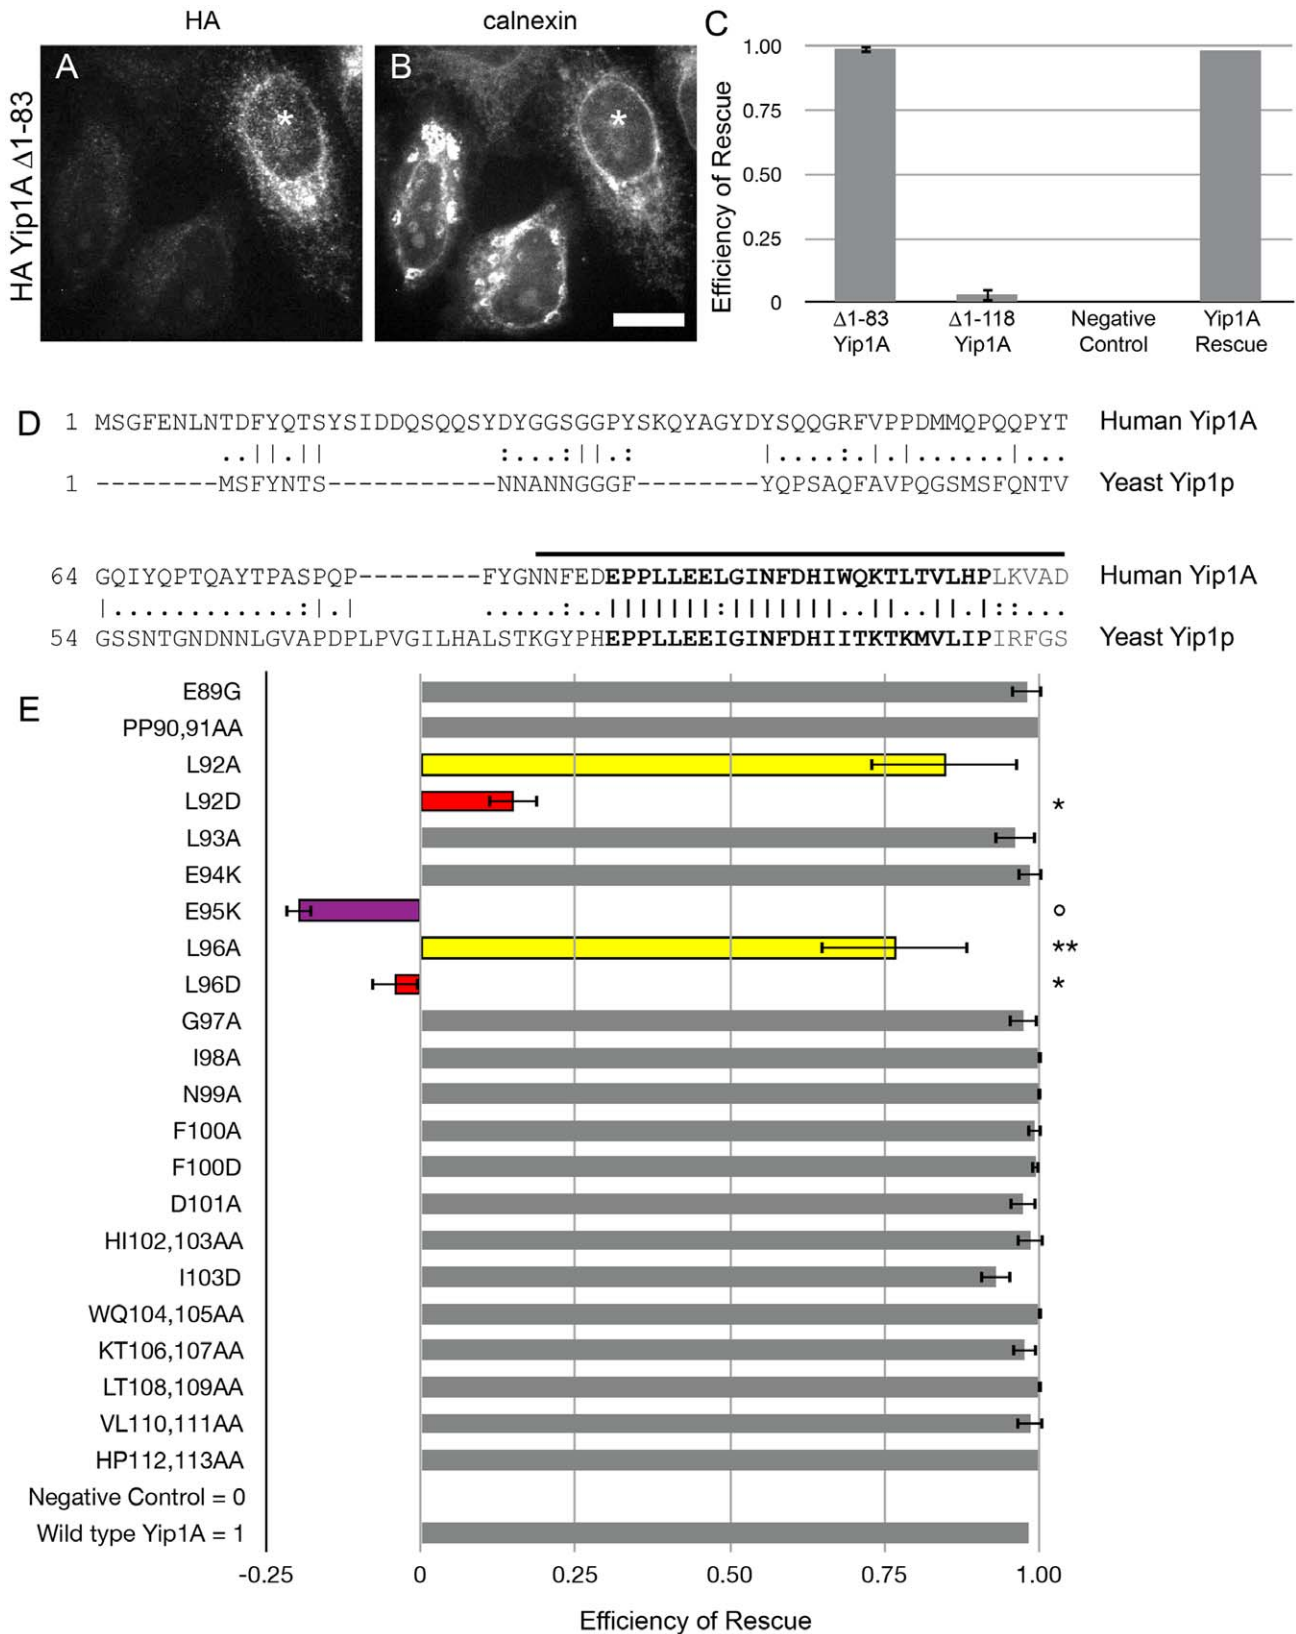 HA
calnexin
HA Yip1A Δ1-83
A
*
B
*
C
Efficiency of Rescue
1.00
0.75
0.50
0.25
0
Δ1-83 Yip1A
Δ1-118 Yip1A
Negative Control
Yip1A Rescue
D
1 MSGFENLNTDFYQTSYSIDDQSQQSYDYGGSGGPYSKQYAGYDYSQQGRFVPPDMMQPQQPYT Human Yip1A
..||.|| :...:||.: |....:.|.|......|...
1 --------MSFYNTS-----------NNANNGGGF--------YQPSAQFAVPQGSMSFQNTV Yeast Yip1p
64 GQIYQPTQAYTPASPQP--------FYGNNFEDEPPLLEELGINFDHIWQKTLTVLHPLKVAD Human Yip1A
|............:|.| .....:..|||||||:|||||||..||..||.|::...
54 GSSNTGNDNNLGVAPDPLPVGILHALSTKGYPHEPPLLEEIGINFDHIITKTKMVLIPIRFGS Yeast Yip1p
E
E89G
PP90,91AA
L92A
L92D *
L93A
E94K
E95K o
L96A **
L96D *
G97A
I98A
N99A
F100A
F100D
D101A
HI102,103AA
I103D
WQ104,105AA
KT106,107AA
LT108,109AA
VL110,111AA
HP112,113AA
Negative Control = 0
Wild type Yip1A = 1
-0.25 0 0.25 0.50 0.75 1.00
Efficiency of Rescue